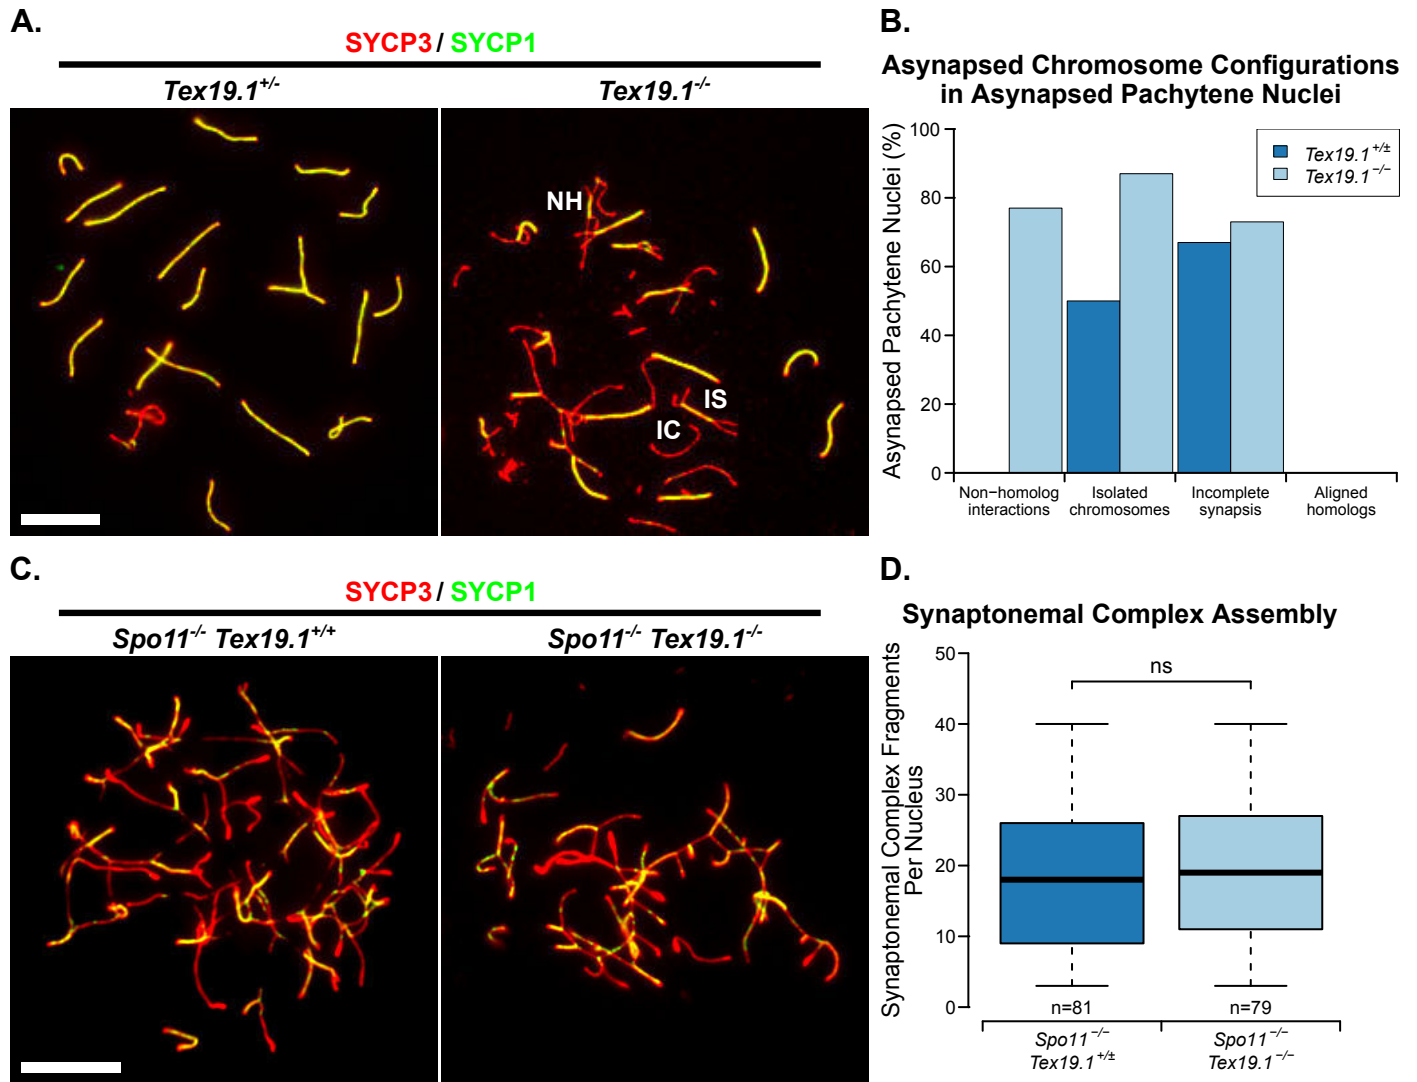 A.
SYCP3 / SYCP1
Tex19.1+/-
Tex19.1-/-
NH
IS
IC
B.
Asynapsed Chromosome Configurations
in Asynapsed Pachytene Nuclei
Asynapsed Pachytene Nuclei (%)
100
80
60
40
20
0
Tex19.1+/±
Tex19.1−/−
Non−homolog
interactions
Isolated
chromosomes
Incomplete
synapsis
Aligned
homologs
C.
SYCP3 / SYCP1
Spo11-/- Tex19.1+/+
Spo11-/- Tex19.1-/-
D.
Synaptonemal Complex Assembly
Synaptonemal Complex Fragments
Per Nucleus
50
40
30
20
10
0
ns
n=81
n=79
Spo11−/−
Tex19.1+/±
Spo11−/−
Tex19.1−/−